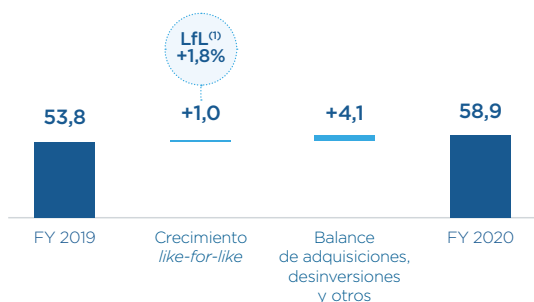 LfL(1)
+1,8%
53,8
+1,0
+4,1
58,9
FY 2019
Crecimiento
like-for-like
Balance
de adquisiciones,
desinversiones
y otros
FY 2020